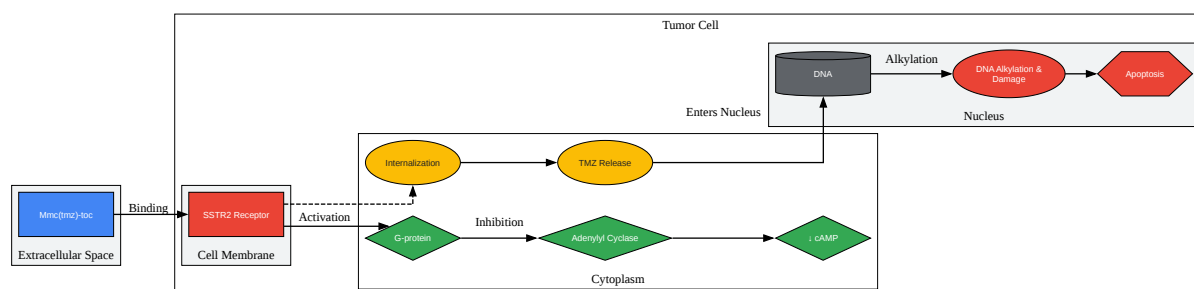 Tumor Cell
DNA
Alkylation
DNA Alkylation &
Damage
Apoptosis
Enters Nucleus
Nucleus
Internalization
TMZ Release
Mmc(tmz)-toc
Binding
SSTR2 Receptor
Activation
G-protein
Inhibition
Adenylyl Cyclase
↓ cAMP
Extracellular Space
Cell Membrane
Cytoplasm